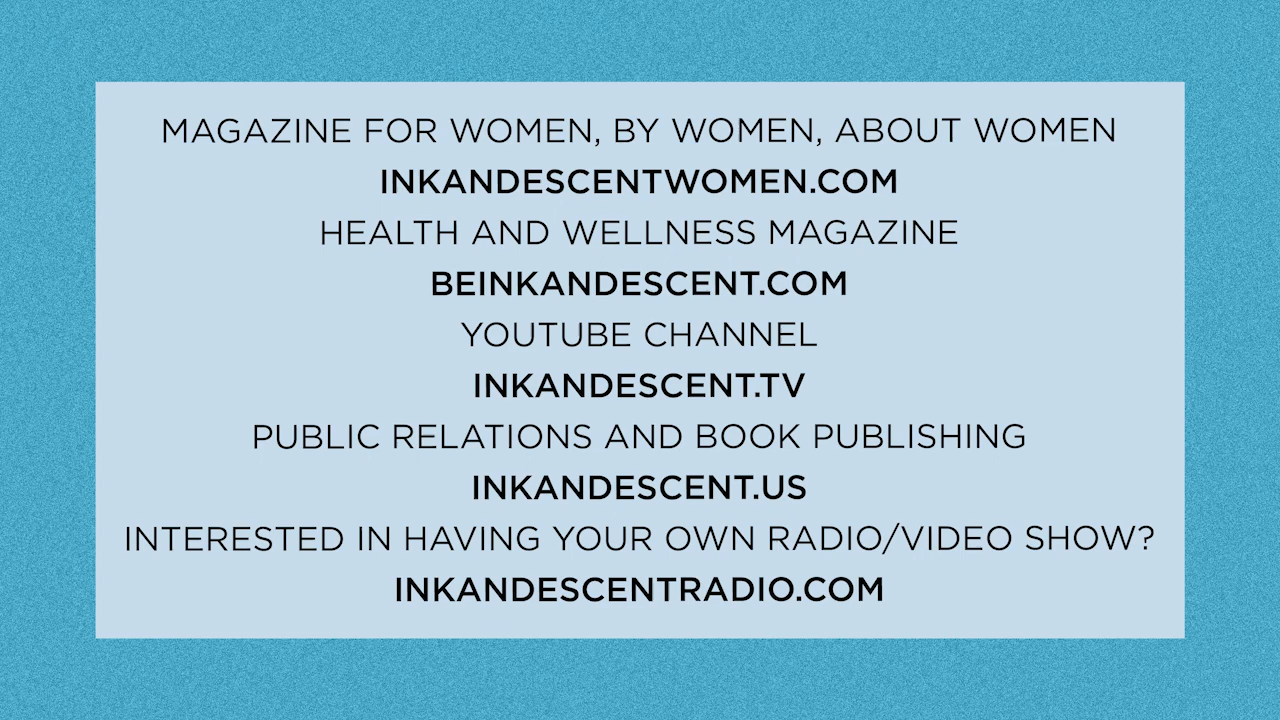 MAGAZINE FOR WOMEN, BY WOMEN, ABOUT WOMEN
INKANDESCENTWOMEN.COM
HEALTH AND WELLNESS MAGAZINE
BEINKANDESCENT.COM
YOUTUBE CHANNEL
INKANDESCENT.TV
PUBLIC RELATIONS AND BOOK PUBLISHING
INKANDESCENT.US
INTERESTED IN HAVING YOUR OWN RADIO/VIDEO SHOW?
INKANDESCENTRADIO.COM